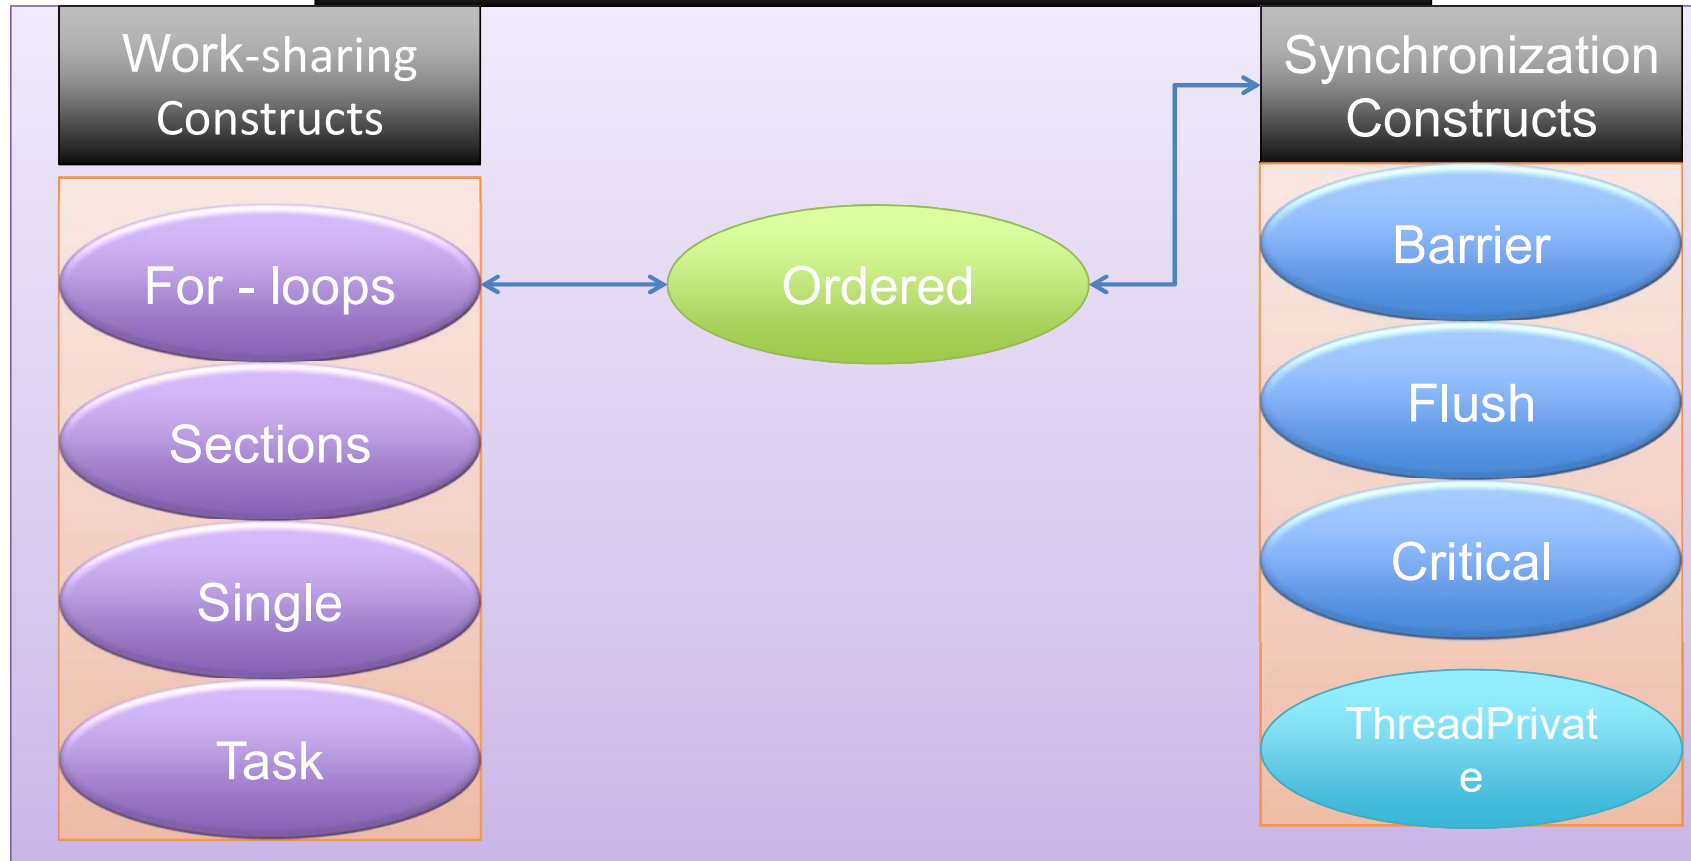 Work-sharing
Constructs
For - loops
Sections
Single
Task
Ordered
Synchronization
Constructs
Barrier
Flush
Critical
ThreadPrivat
e